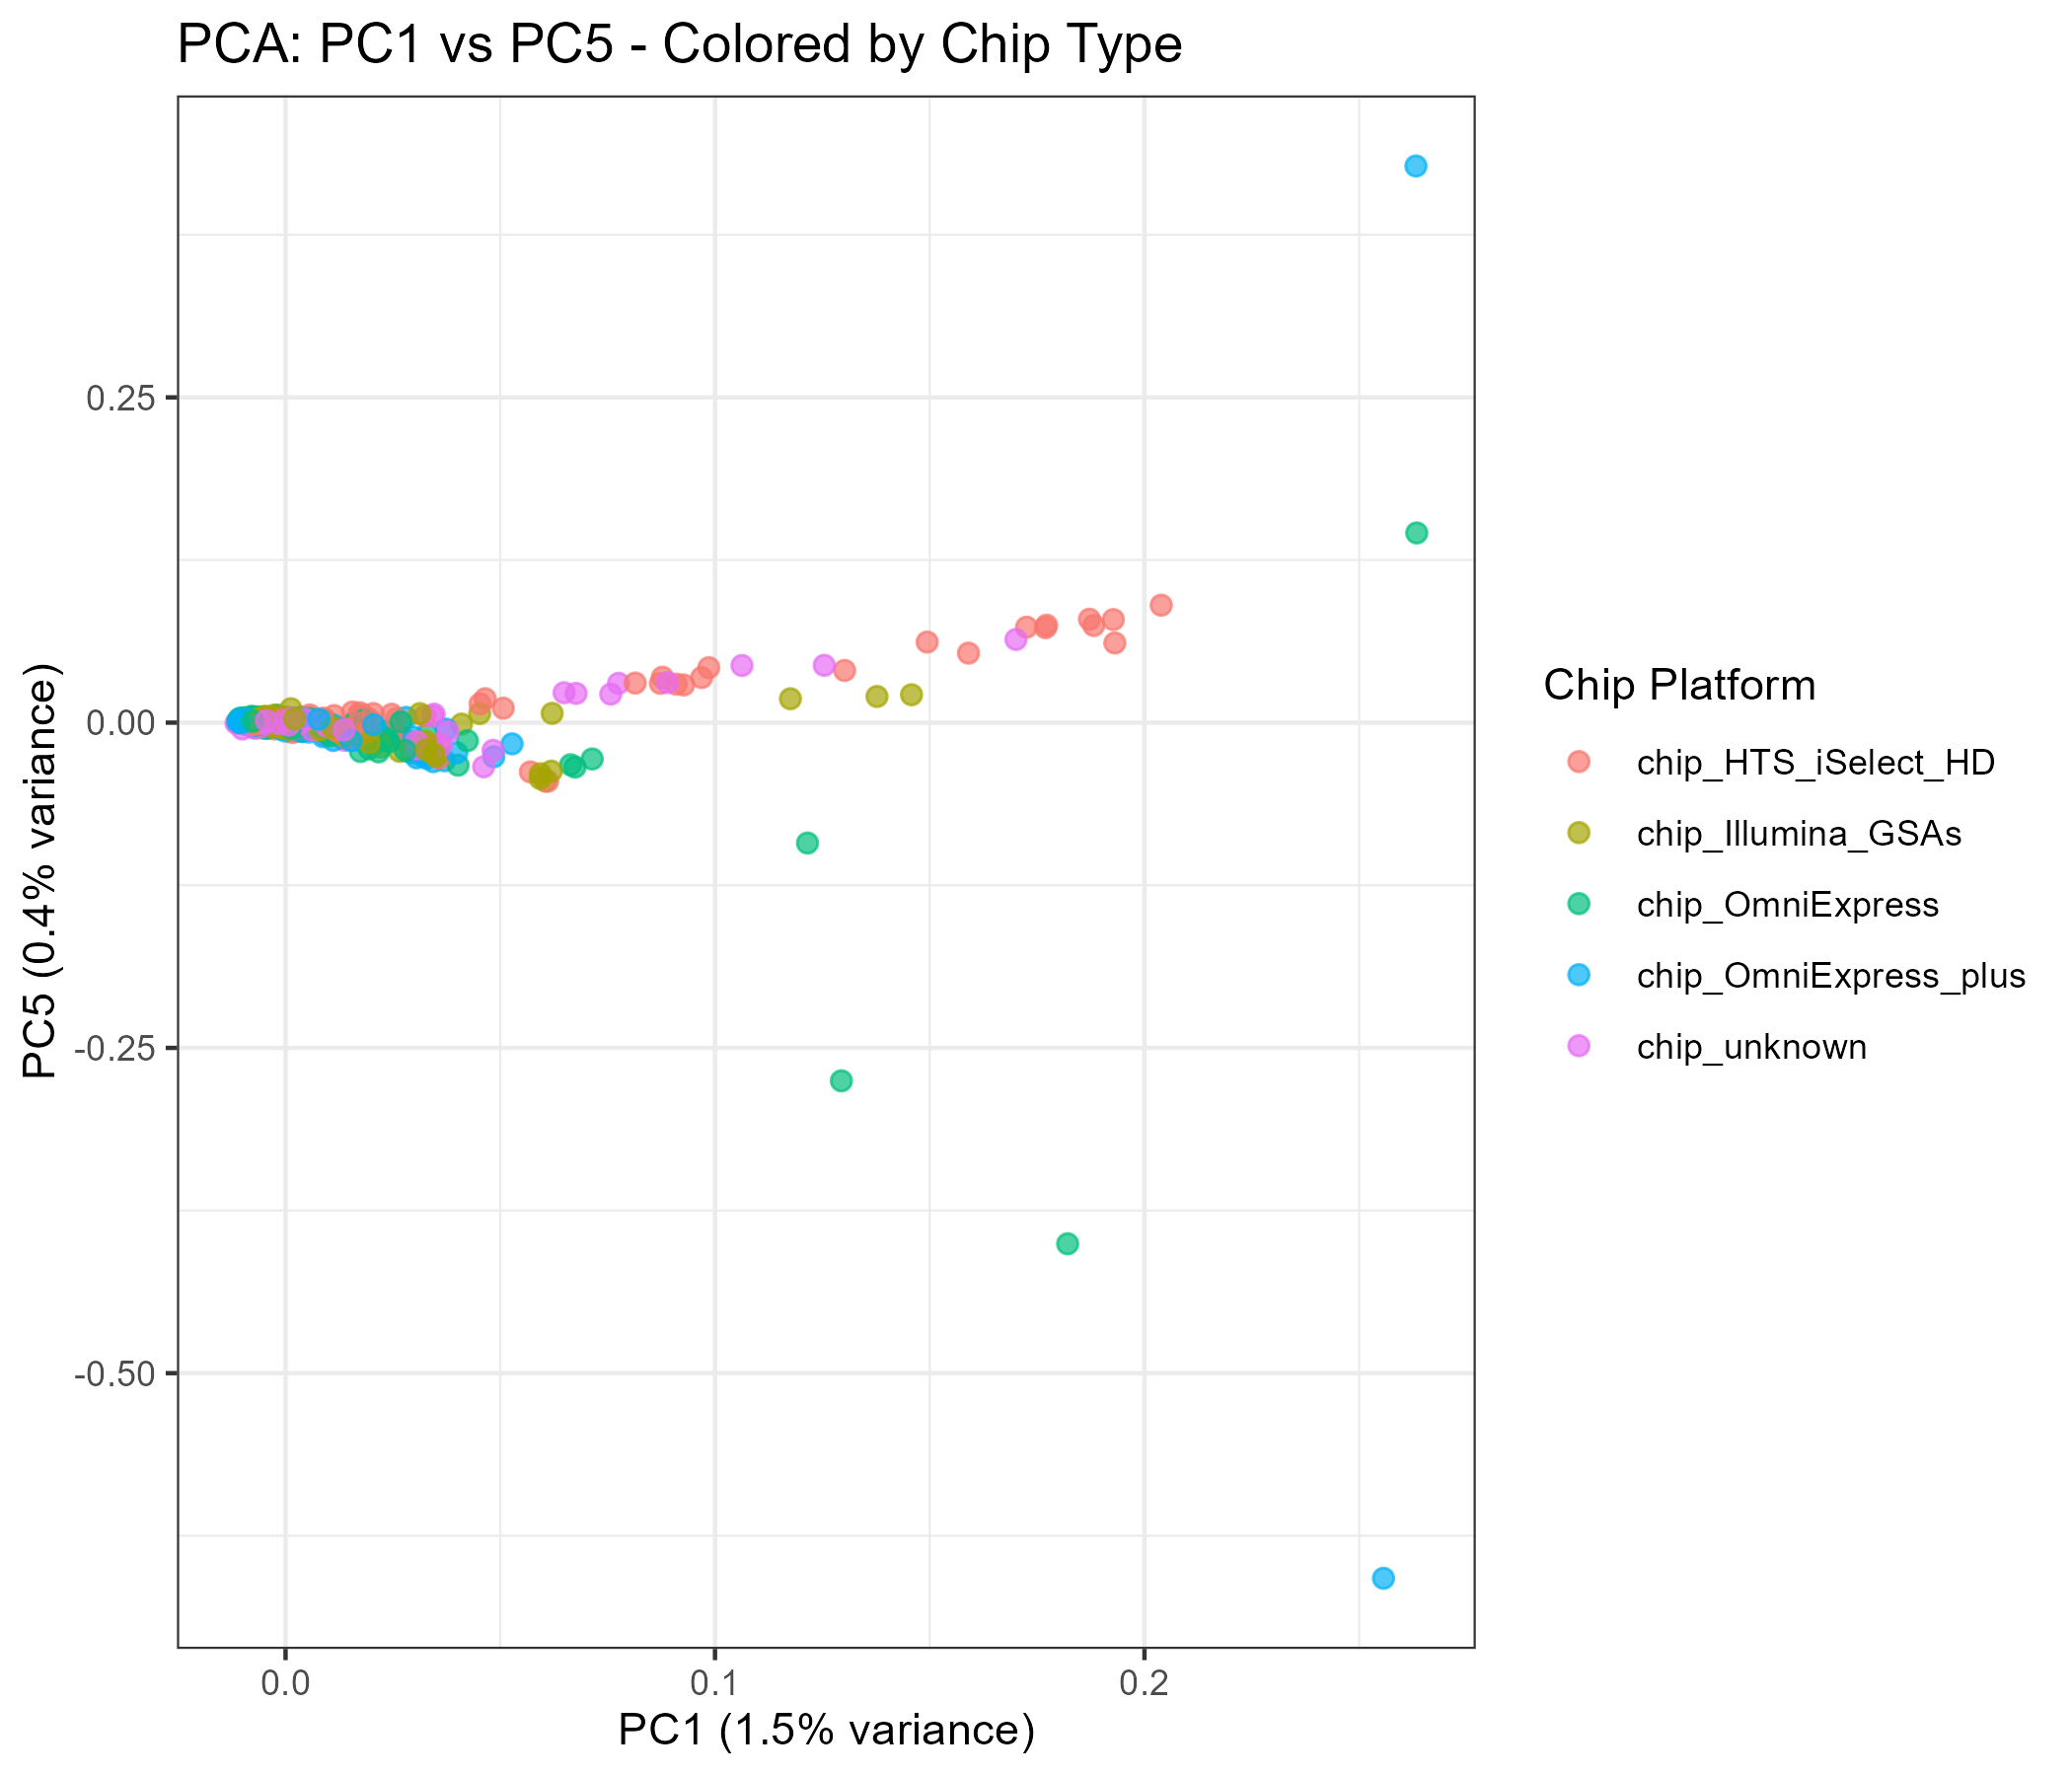 PCA: PC1 vs PC5 - Colored by Chip Type
PC5 (0.4% variance)
0.25
0.00
-0.25
-0.50
0.0
0.1
0.2
PC1 (1.5% variance)
Chip Platform
chip_HTS_iSelect_HD
chip_Illumina_GSAs
chip_OmniExpress
chip_OmniExpress_plus
chip_unknown